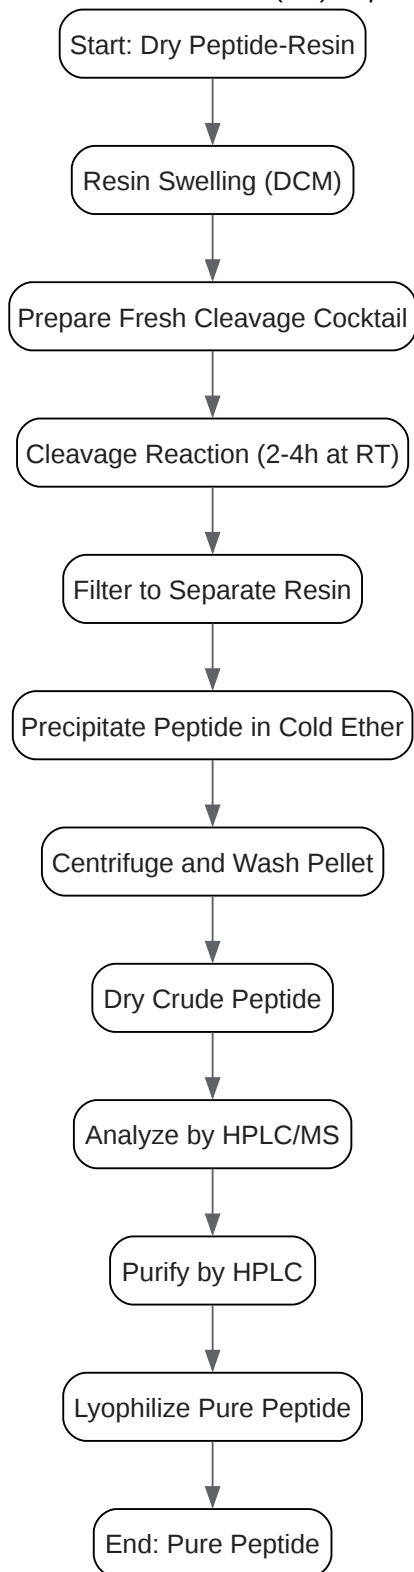 Start: Dry Peptide-Resin
Resin Swelling (DCM)
Prepare Fresh Cleavage Cocktail
Cleavage Reaction (2-4h at RT)
Filter to Separate Resin
Precipitate Peptide in Cold Ether
Centrifuge and Wash Pellet
Dry Crude Peptide
Analyze by HPLC/MS
Purify by HPLC
Lyophilize Pure Peptide
End: Pure Peptide